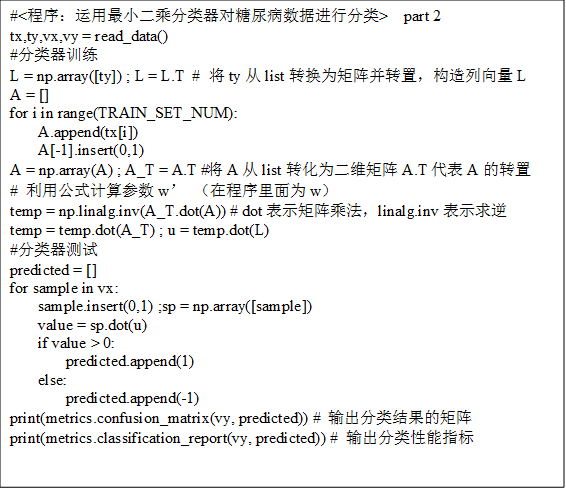 #<程序：运用最小二乘分类器对糖尿病数据进行分类> part 2
tx,ty,vx,vy = read_data()
#分类器训练
L = np.array([ty]) ; L = L.T # 将 ty 从 list 转换为矩阵并转置，构造列向量 L
A = []
for i in range(TRAIN_SET_NUM):
    A.append(tx[i])
    A[-1].insert(0,1)
A = np.array(A) ; A_T = A.T #将 A 从 list 转化为二维矩阵 A.T 代表 A 的转置
# 利用公式计算参数 w’ （在程序里面为 w）
temp = np.linalg.inv(A_T.dot(A)) # dot 表示矩阵乘法，linalg.inv 表示求逆
temp = temp.dot(A_T) ; u = temp.dot(L)
#分类器测试
predicted = []
for sample in vx:
    sample.insert(0,1) ;sp = np.array([sample])
    value = sp.dot(u)
    if value > 0:
        predicted.append(1)
    else:
        predicted.append(-1)
print(metrics.confusion_matrix(vy, predicted)) # 输出分类结果的矩阵
print(metrics.classification_report(vy, predicted)) # 输出分类性能指标